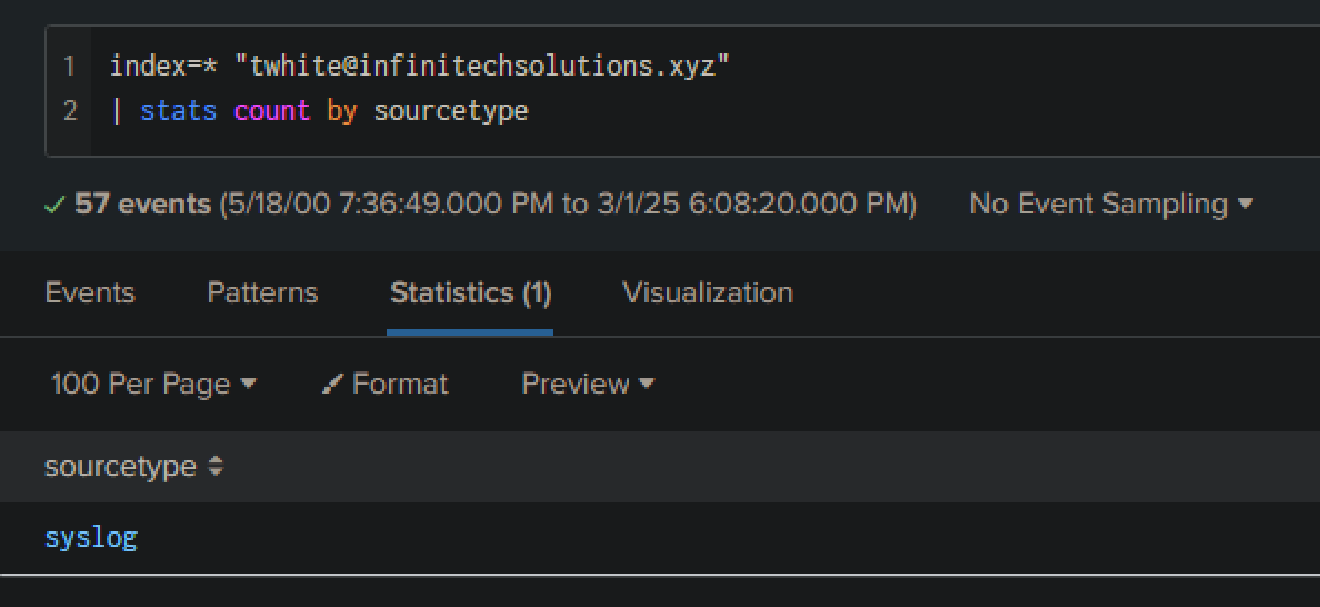 1 index=* "twhite@infinitechsolutions.xyz"
2 | stats count by sourcetype
57 events (5/18/00 7:36:49.000 PM to 3/1/25 6:08:20.000 PM) No Event Sampling
Events Patterns Statistics (1) Visualization
100 Per Page Format Preview
sourcetype
syslog